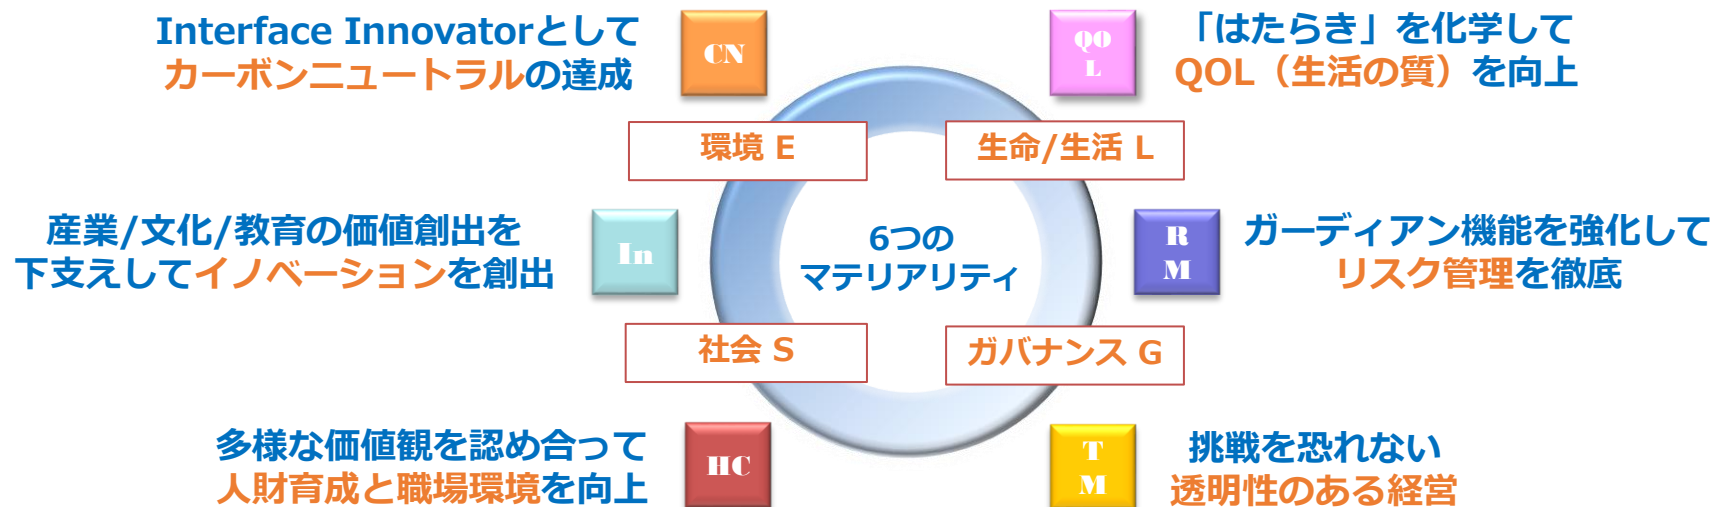 Interface Innovatorとして
カーボンニュートラルの達成
CN
QO
L
「はたらき」を化学して
QOL（生活の質）を向上
環境 E
生命/生活 L
産業/文化/教育の価値創出を
下支えしてイノベーションを創出
In
6つの
マテリアリティ
R
M
ガーディアン機能を強化して
リスク管理を徹底
社会 S
ガバナンス G
多様な価値観を認め合って
人財育成と職場環境を向上
HC
T
M
挑戦を恐れない
透明性のある経営